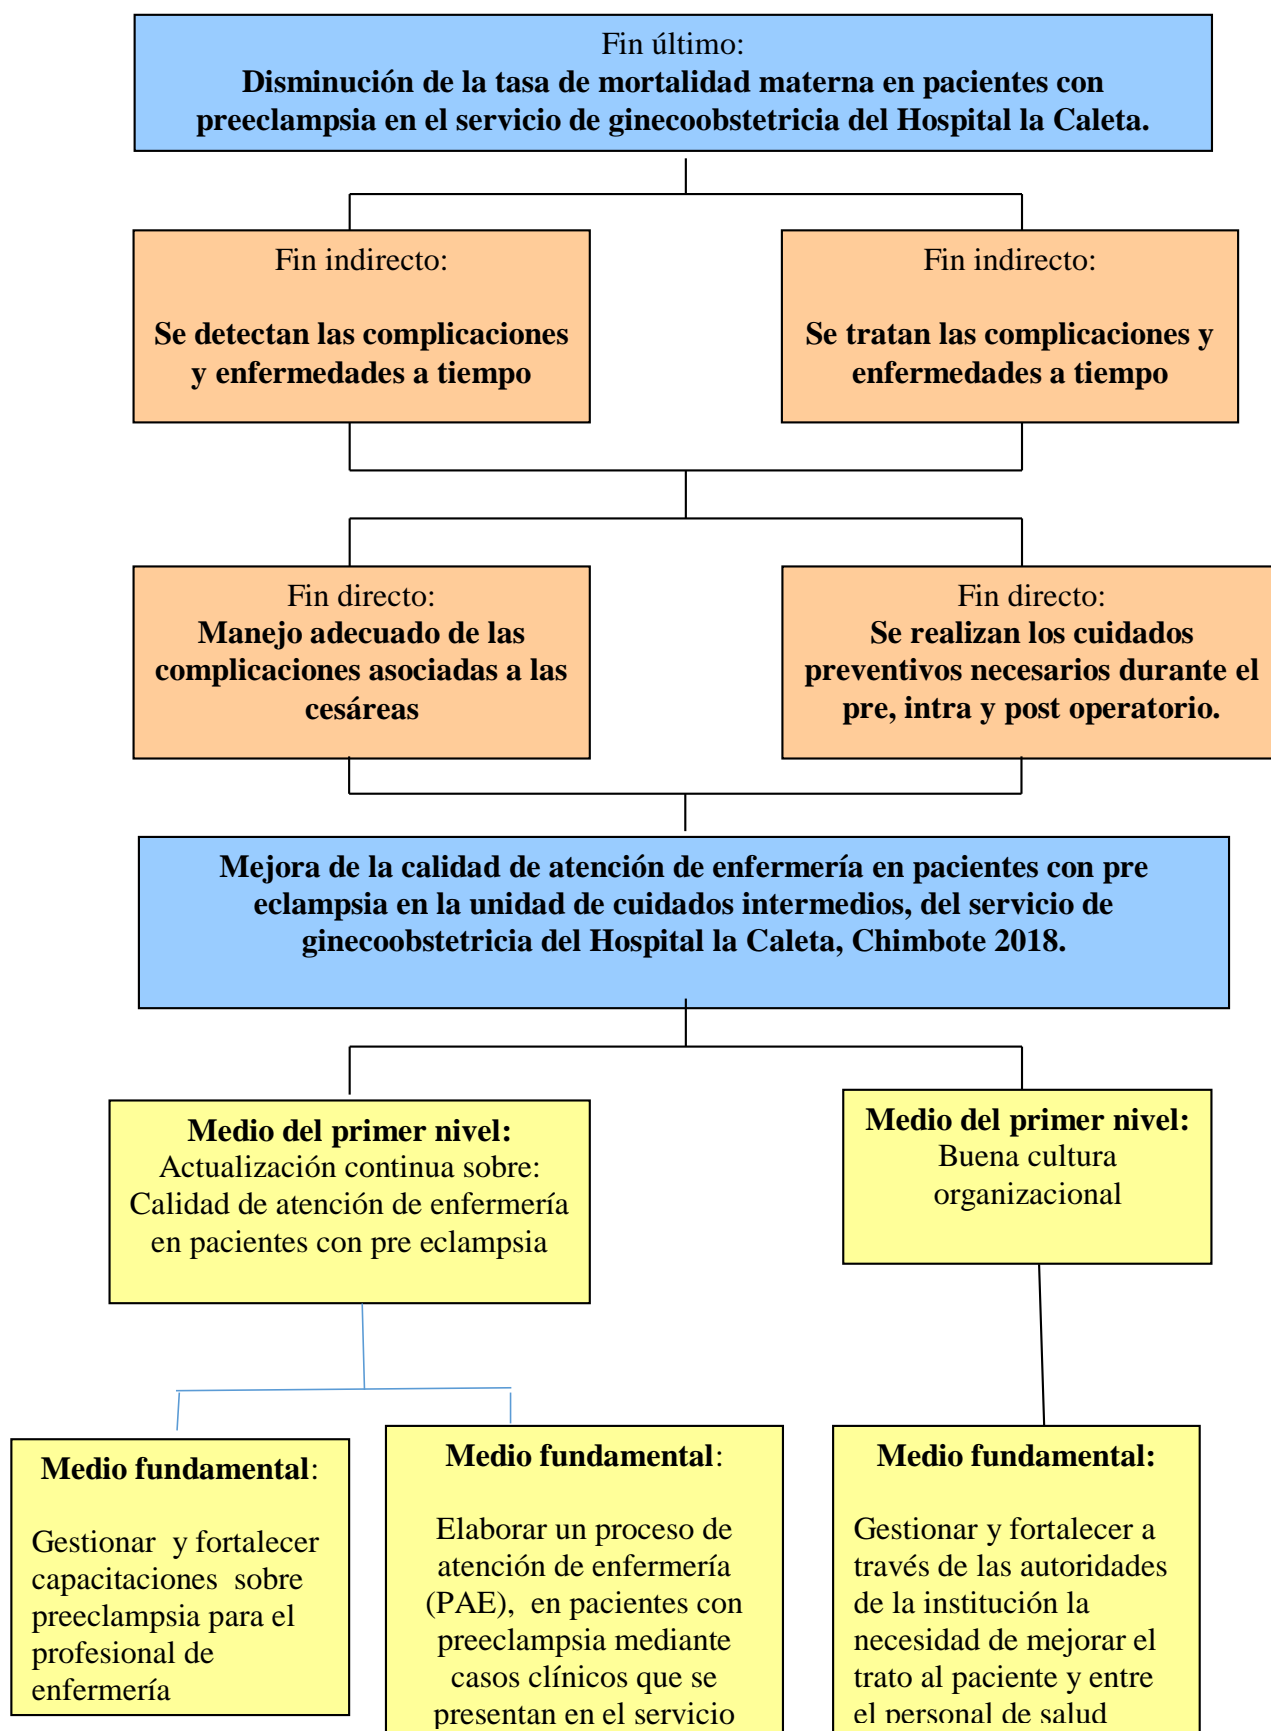 Fin último:
Disminución de la tasa de mortalidad materna en pacientes con
preeclampsia en el servicio de ginecoobstetricia del Hospital la Caleta.
Fin indirecto:
Se detectan las complicaciones
y enfermedades a tiempo
Fin indirecto:
Se tratan las complicaciones y
enfermedades a tiempo
Fin directo:
Manejo adecuado de las
complicaciones asociadas a las
cesáreas
Fin directo:
Se realizan los cuidados
preventivos necesarios durante el
pre, intra y post operatorio.
Mejora de la calidad de atención de enfermería en pacientes con pre
eclampsia en la unidad de cuidados intermedios, del servicio de
ginecoobstetricia del Hospital la Caleta, Chimbote 2018.
Medio del primer nivel:
Actualización continua sobre:
Calidad de atención de enfermería
en pacientes con pre eclampsia
Medio del primer nivel:
Buena cultura
organizacional
Medio fundamental:
Gestionar y fortalecer
capacitaciones sobre
preeclampsia para el
profesional de
enfermería
Medio fundamental:
Elaborar un proceso de
atención de enfermería
(PAE), en pacientes con
preeclampsia mediante
casos clínicos que se
presentan en el servicio
Medio fundamental:
Gestionar y fortalecer a
través de las autoridades
de la institución la
necesidad de mejorar el
trato al paciente y entre
el personal de salud